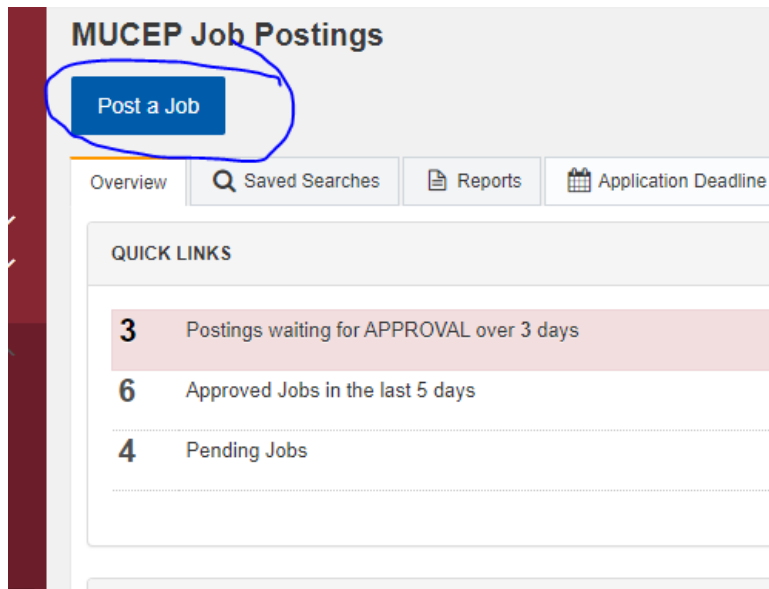 MUCEP Job Postings
Post a Job
Overview Saved Searches Reports Application Deadline
QUICK LINKS
3 Postings waiting for APPROVAL over 3 days
6 Approved Jobs in the last 5 days
4 Pending Jobs